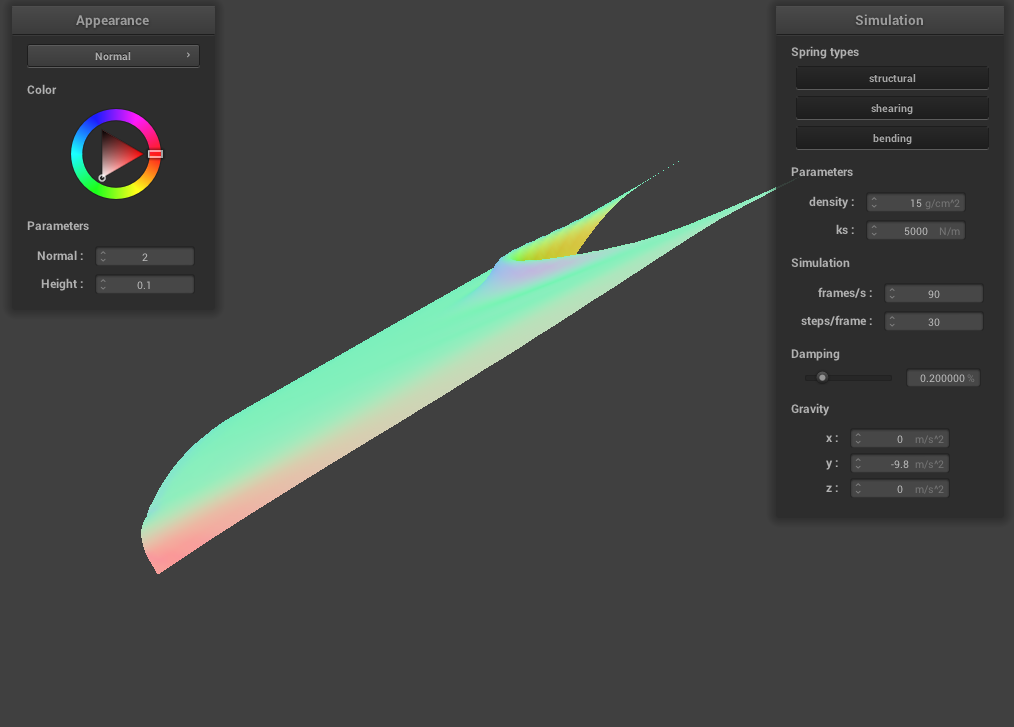 Appearance
Normal
Color
Parameters
Normal : 2
Height : 0.1
Simulation
Spring types
structural
shearing
bending
Parameters
density : 15 g/cm^2
ks : 5000 N/m
Simulation
frames/s : 90
steps/frame : 30
Damping
0.200000 %
Gravity
x : 0 m/s^2
y : -9.8 m/s^2
z : 0 m/s^2